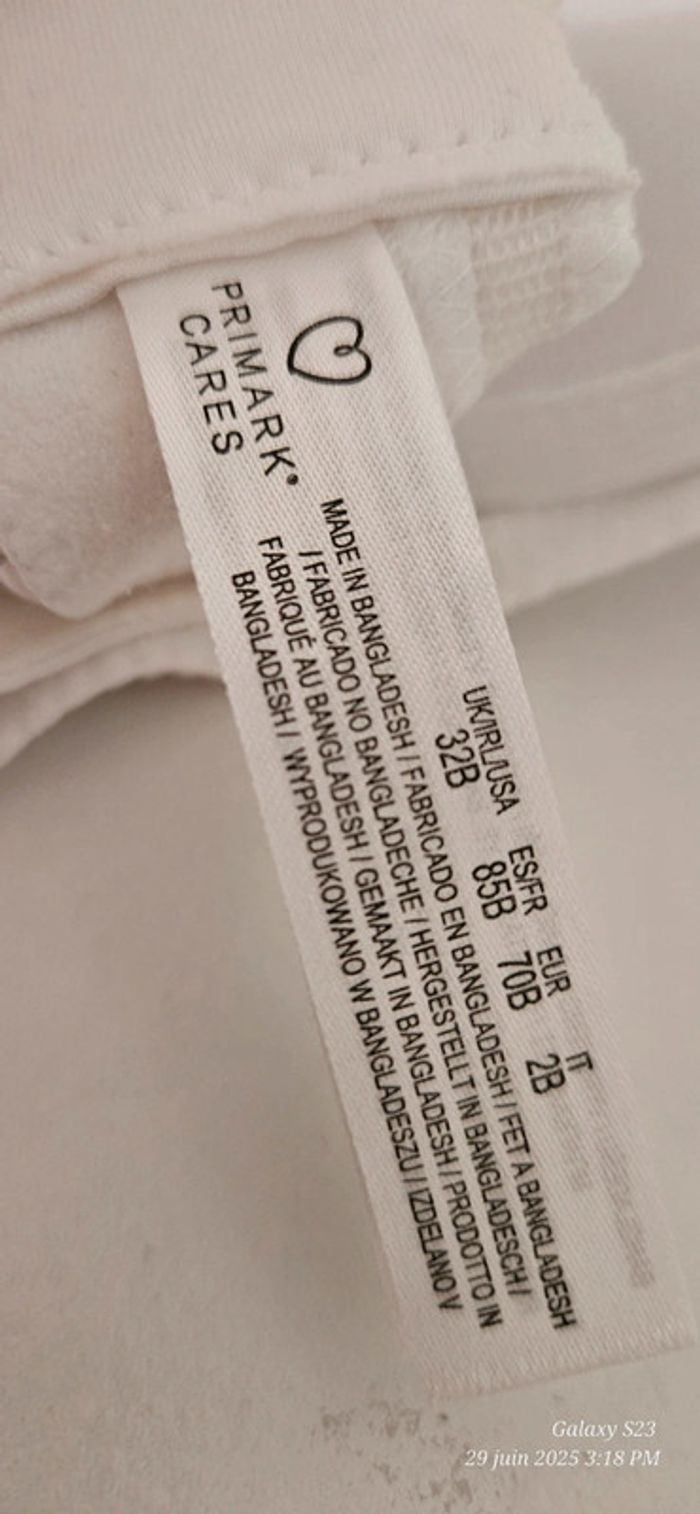 PRIMARK®
CARES
UK/IRL/USA ES/FR EUR IT
32B 85B 70B 2B
MADE IN BANGLADESH / FABRICADO EN BANGLADESH / FET A BANGLADESH
/ FABRICADO NO BANGLADECHE / HERGESTELLT IN BANGLADESCH /
FABRIQUÉ AU BANGLADESH / GEMAAKT IN BANGLADESH / PRODOTTO IN
BANGLADESH / WYPRODUKOWANO W BANGLADESZU / IZDELANO V
Galaxy S23
29 juin 2025 3:18 PM